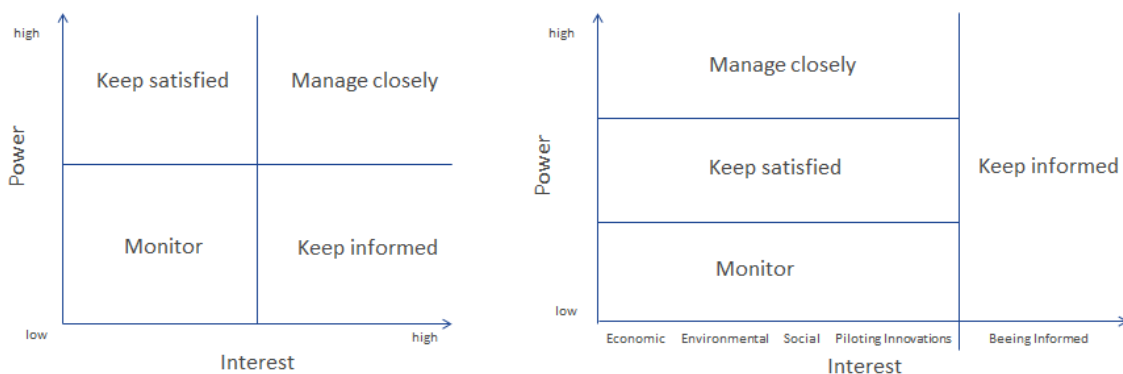 high
Keep satisfied
Manage closely
Power
Monitor
Keep informed
low
high
Interest
high
Manage closely
Power
Keep satisfied
Keep informed
Monitor
low
Economic Environmental Social Piloting Innovations Beeing Informed
Interest